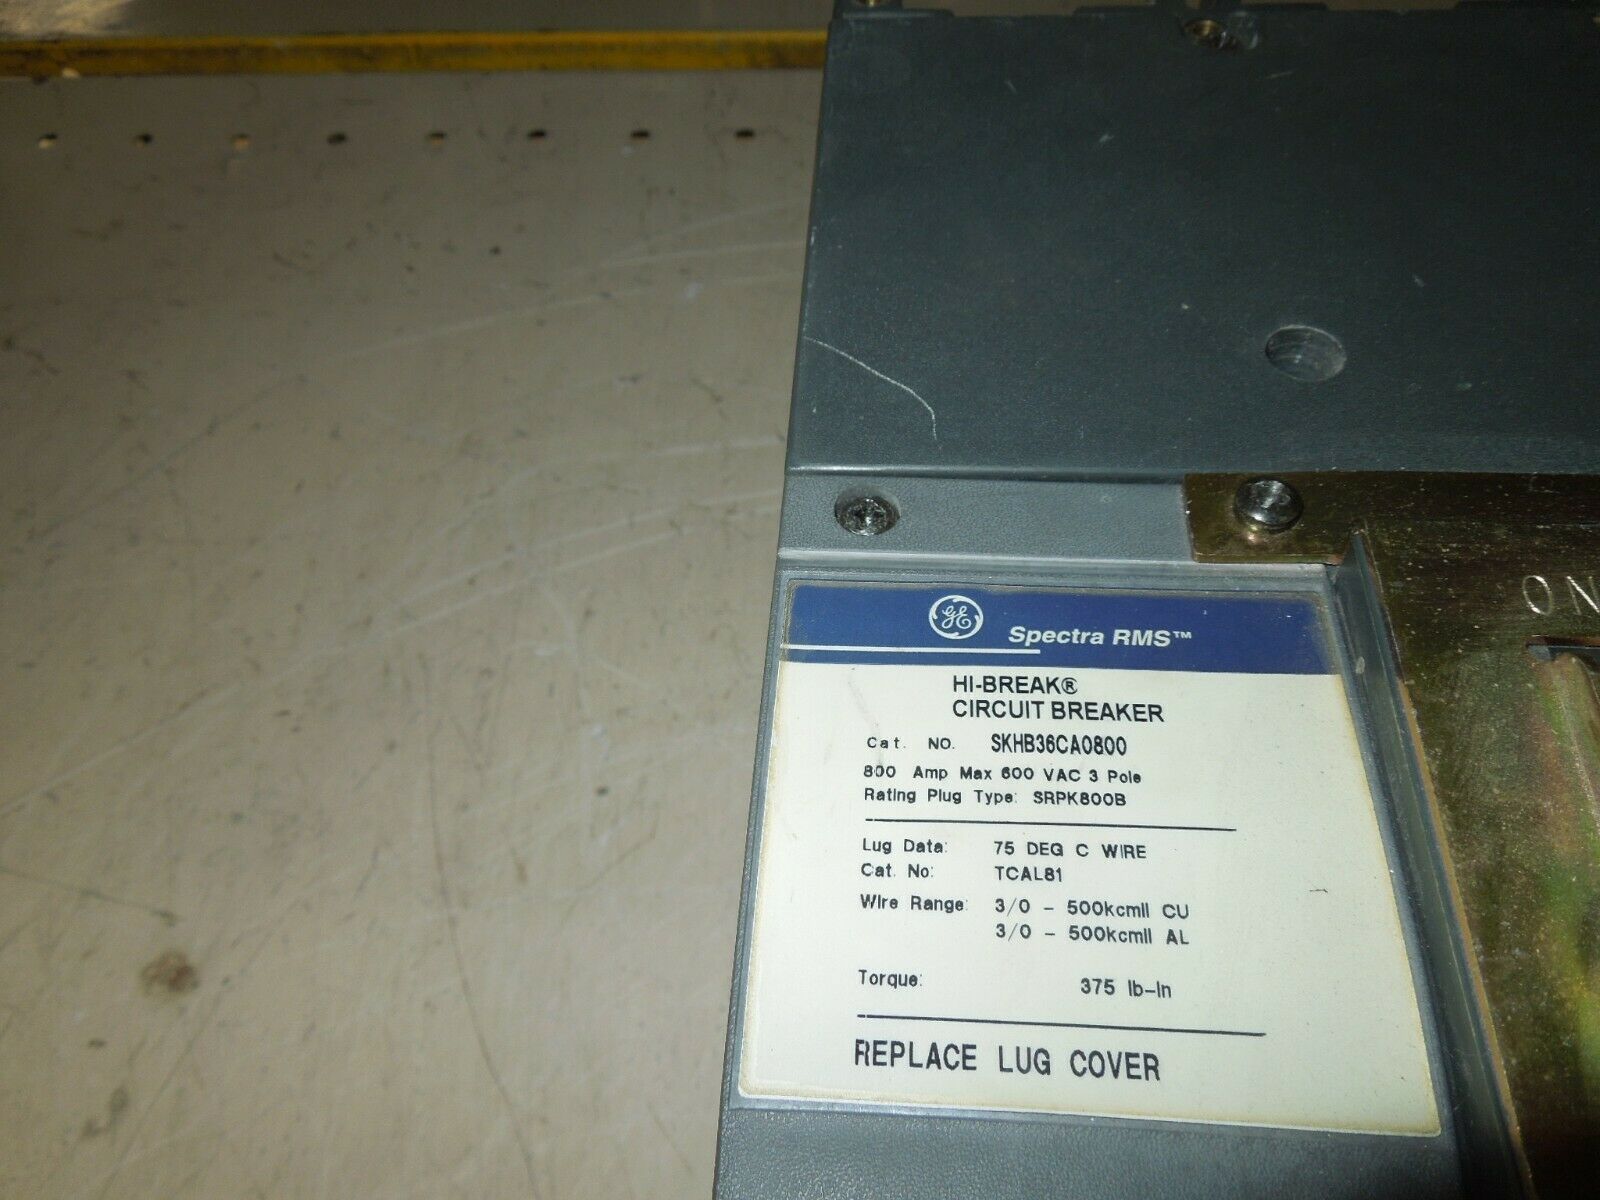 ON
GE Spectra RMS™
HI-BREAK®
CIRCUIT BREAKER
Cat. NO. SKHB36CA0800
800 Amp Max 600 VAC 3 Pole
Rating Plug Type: SRPK800B
Lug Data: 75 DEG C WIRE
Cat. No: TCAL81
Wire Range: 3/0 - 500kcmil CU
3/0 - 500kcmil AL
Torque: 375 lb-in
REPLACE LUG COVER